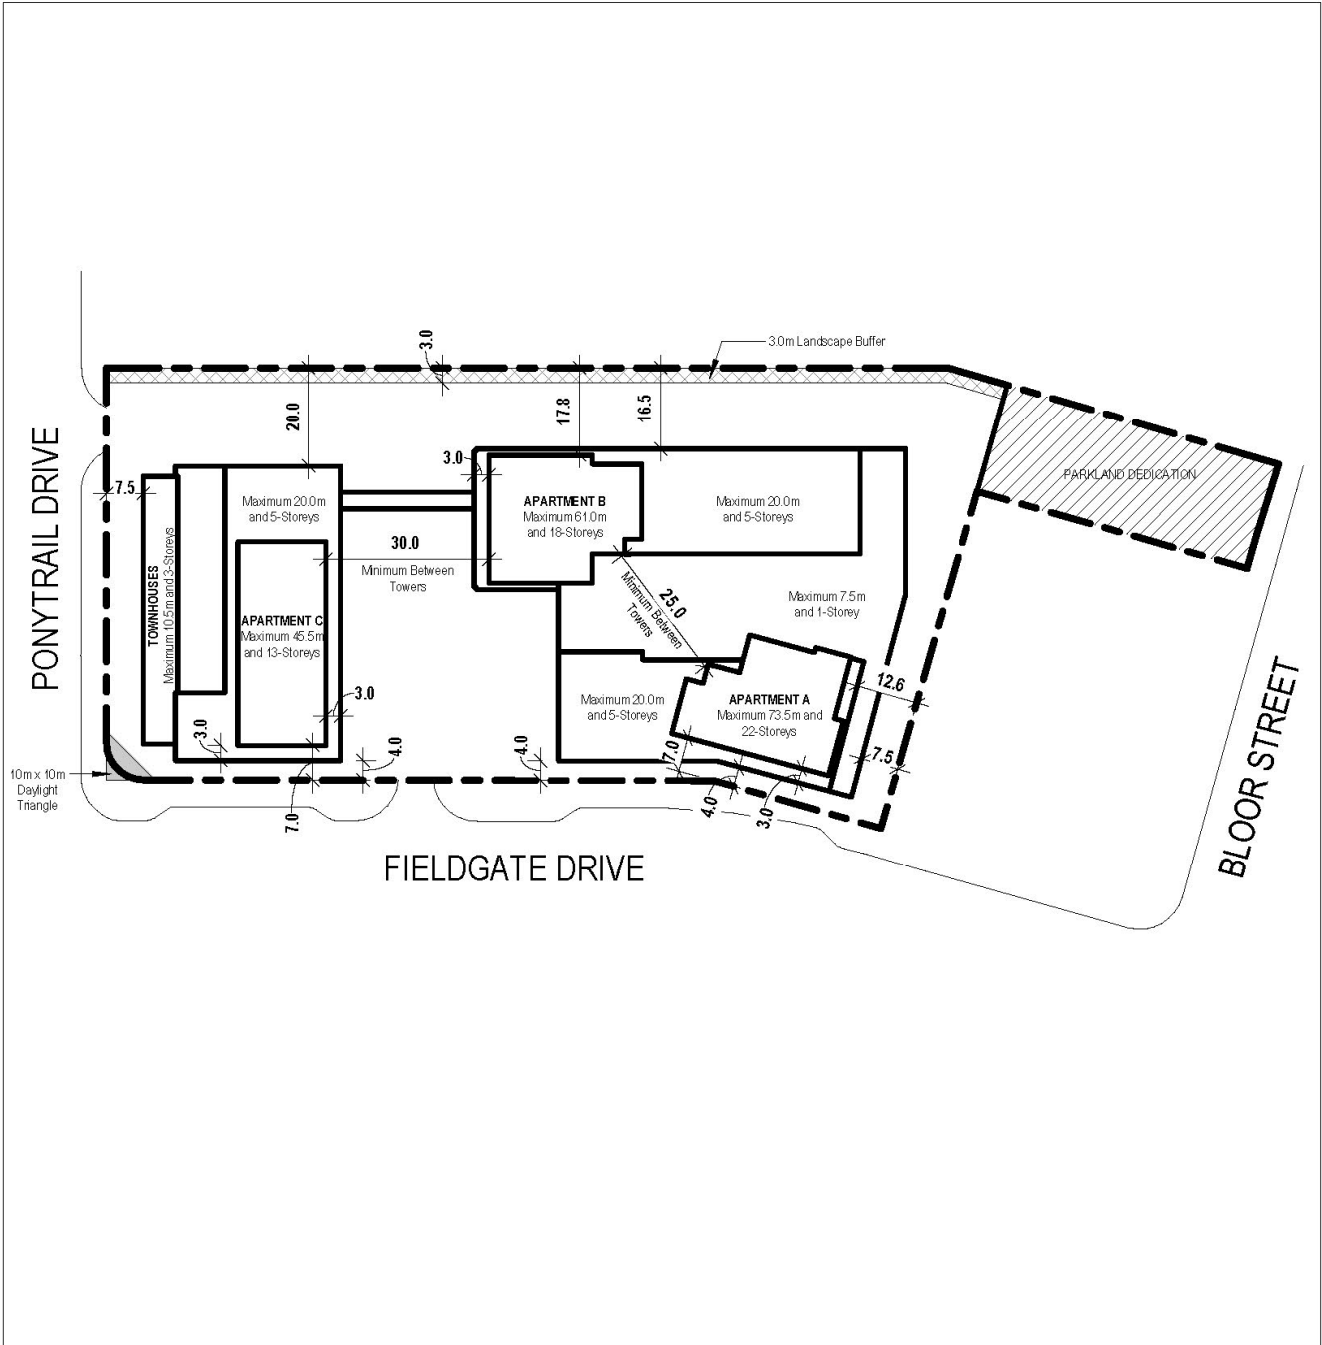 3.0m Landscape Buffer
3.0
20.0
17.8
16.5
3.0
7.5
PARKLAND DEDICATION
PONYTRAIL DRIVE
TOWNHOUSES
Maximum 10.5m and 3-Storeys
Maximum 20.0m
and 5-Storeys
APARTMENT B
Maximum 61.0m
and 18-Storeys
Maximum 20.0m
and 5-Storeys
30.0
Minimum Between
Towers
25.0
Minimum Between
Towers
Maximum 7.5m
and 1-Storey
APARTMENT C
Maximum 45.5m
and 13-Storeys
3.0
3.0
Maximum 20.0m
and 5-Storeys
APARTMENT A
Maximum 73.5m and
22-Storeys
12.6
7.5
7.0
4.0
4.0
4.0
3.0
7.0
10m x 10m
Daylight
Triangle
FIELDGATE DRIVE
BLOOR STREET